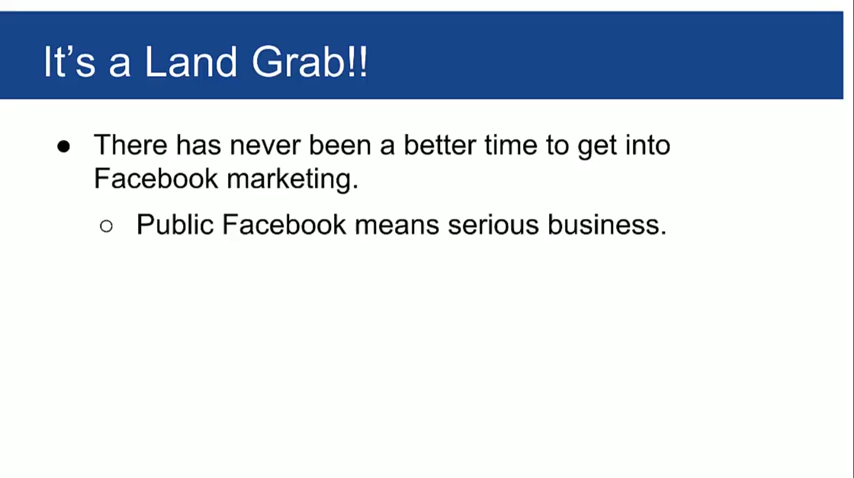 It's a Land Grab!!
● There has never been a better time to get into
Facebook marketing.
○ Public Facebook means serious business.